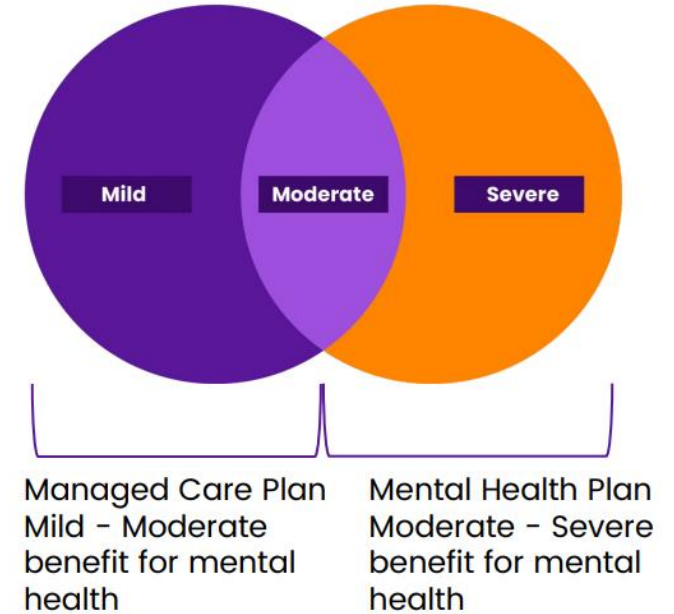 Mild
Moderate
Severe
Managed Care Plan
Mild - Moderate
benefit for mental
health
Mental Health Plan
Moderate - Severe
benefit for mental
health